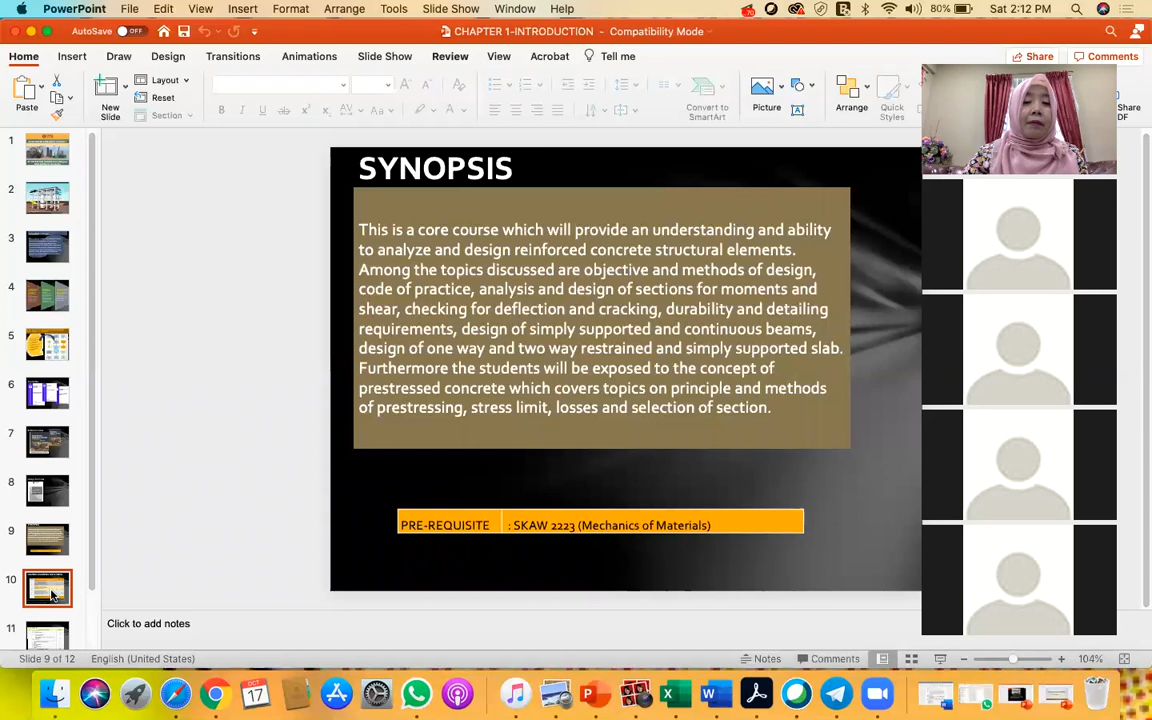 PowerPoint File Edit View Insert Format Arrange Tools Slide Show Window Help 80% Sat 2:12 PM
AutoSave OFF CHAPTER 1-INTRODUCTION - Compatibility Mode
Home Insert Draw Design Transitions Animations Slide Show Review View Acrobat Tell me Share Comments
Paste
New Slide
Layout
Reset
Section
Convert to SmartArt
Picture
Arrange
Quick Styles
Share
DF
1
2
3
4
5
6
7
8
9
10
11
SYNOPSIS
This is a core course which will provide an understanding and ability
to analyze and design reinforced concrete structural elements.
Among the topics discussed are objective and methods of design,
code of practice, analysis and design of sections for moments and
shear, checking for deflection and cracking, durability and detailing
requirements, design of simply supported and continuous beams,
design of one way and two way restrained and simply supported slab.
Furthermore the students will be exposed to the concept of
prestressed concrete which covers topics on principle and methods
of prestressing, stress limit, losses and selection of section.
PRE-REQUISITE : SKAW 2223 (Mechanics of Materials)
Click to add notes
Slide 9 of 12 English (United States) Notes Comments 104%
OCT
17